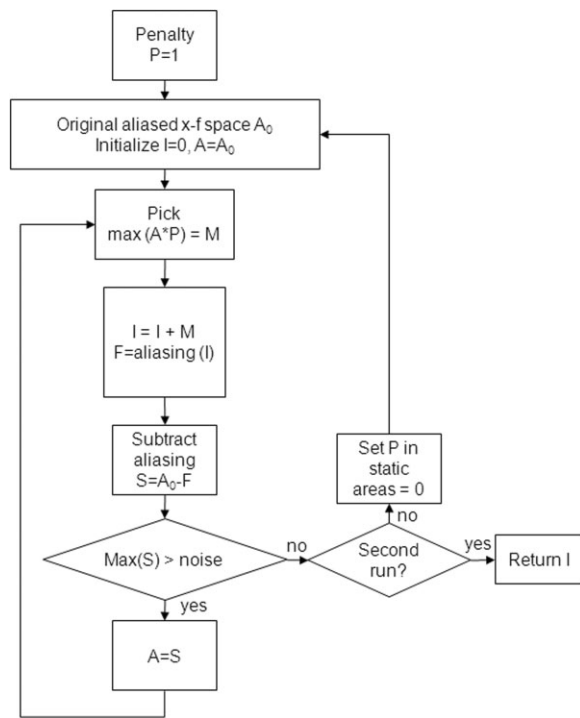 Penalty
P=1
Original aliased x-f space A₀
Initialize I=0, A=A₀
Pick
max (A*P) = M
I = I + M
F=aliasing (I)
Subtract
aliasing
S=A₀-F
Set P in
static
areas = 0
no
Max(S) > noise
no
Second
run?
yes
Return I
yes
A=S